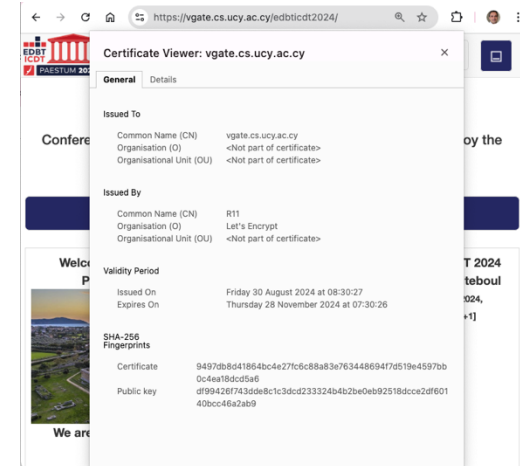 https://vgate.cs.ucy.ac.cy/edbticdt2024/
EDBT
ICDT
PAESTUM 202
Certificate Viewer: vgate.cs.ucy.ac.cy
General Details
Issued To
Common Name (CN) vgate.cs.ucy.ac.cy
Organisation (O) <Not part of certificate>
Organisational Unit (OU) <Not part of certificate>
Confere
oy the
Issued By
Common Name (CN) R11
Organisation (O) Let's Encrypt
Organisational Unit (OU) <Not part of certificate>
Welc
P
T 2024
teboul
2024,
+1]
Validity Period
Issued On Friday 30 August 2024 at 08:30:27
Expires On Thursday 28 November 2024 at 07:30:26
SHA-256
Fingerprints
Certificate 9497db8d41864bc4e27fc6c88a83e763448694f7d519e4597bb
0c4ea18dcd5a6
Public key df99426f743dde8c1c3dcd233324b4b2be0eb92518dcce2df601
40bcc46a2ab9
We are